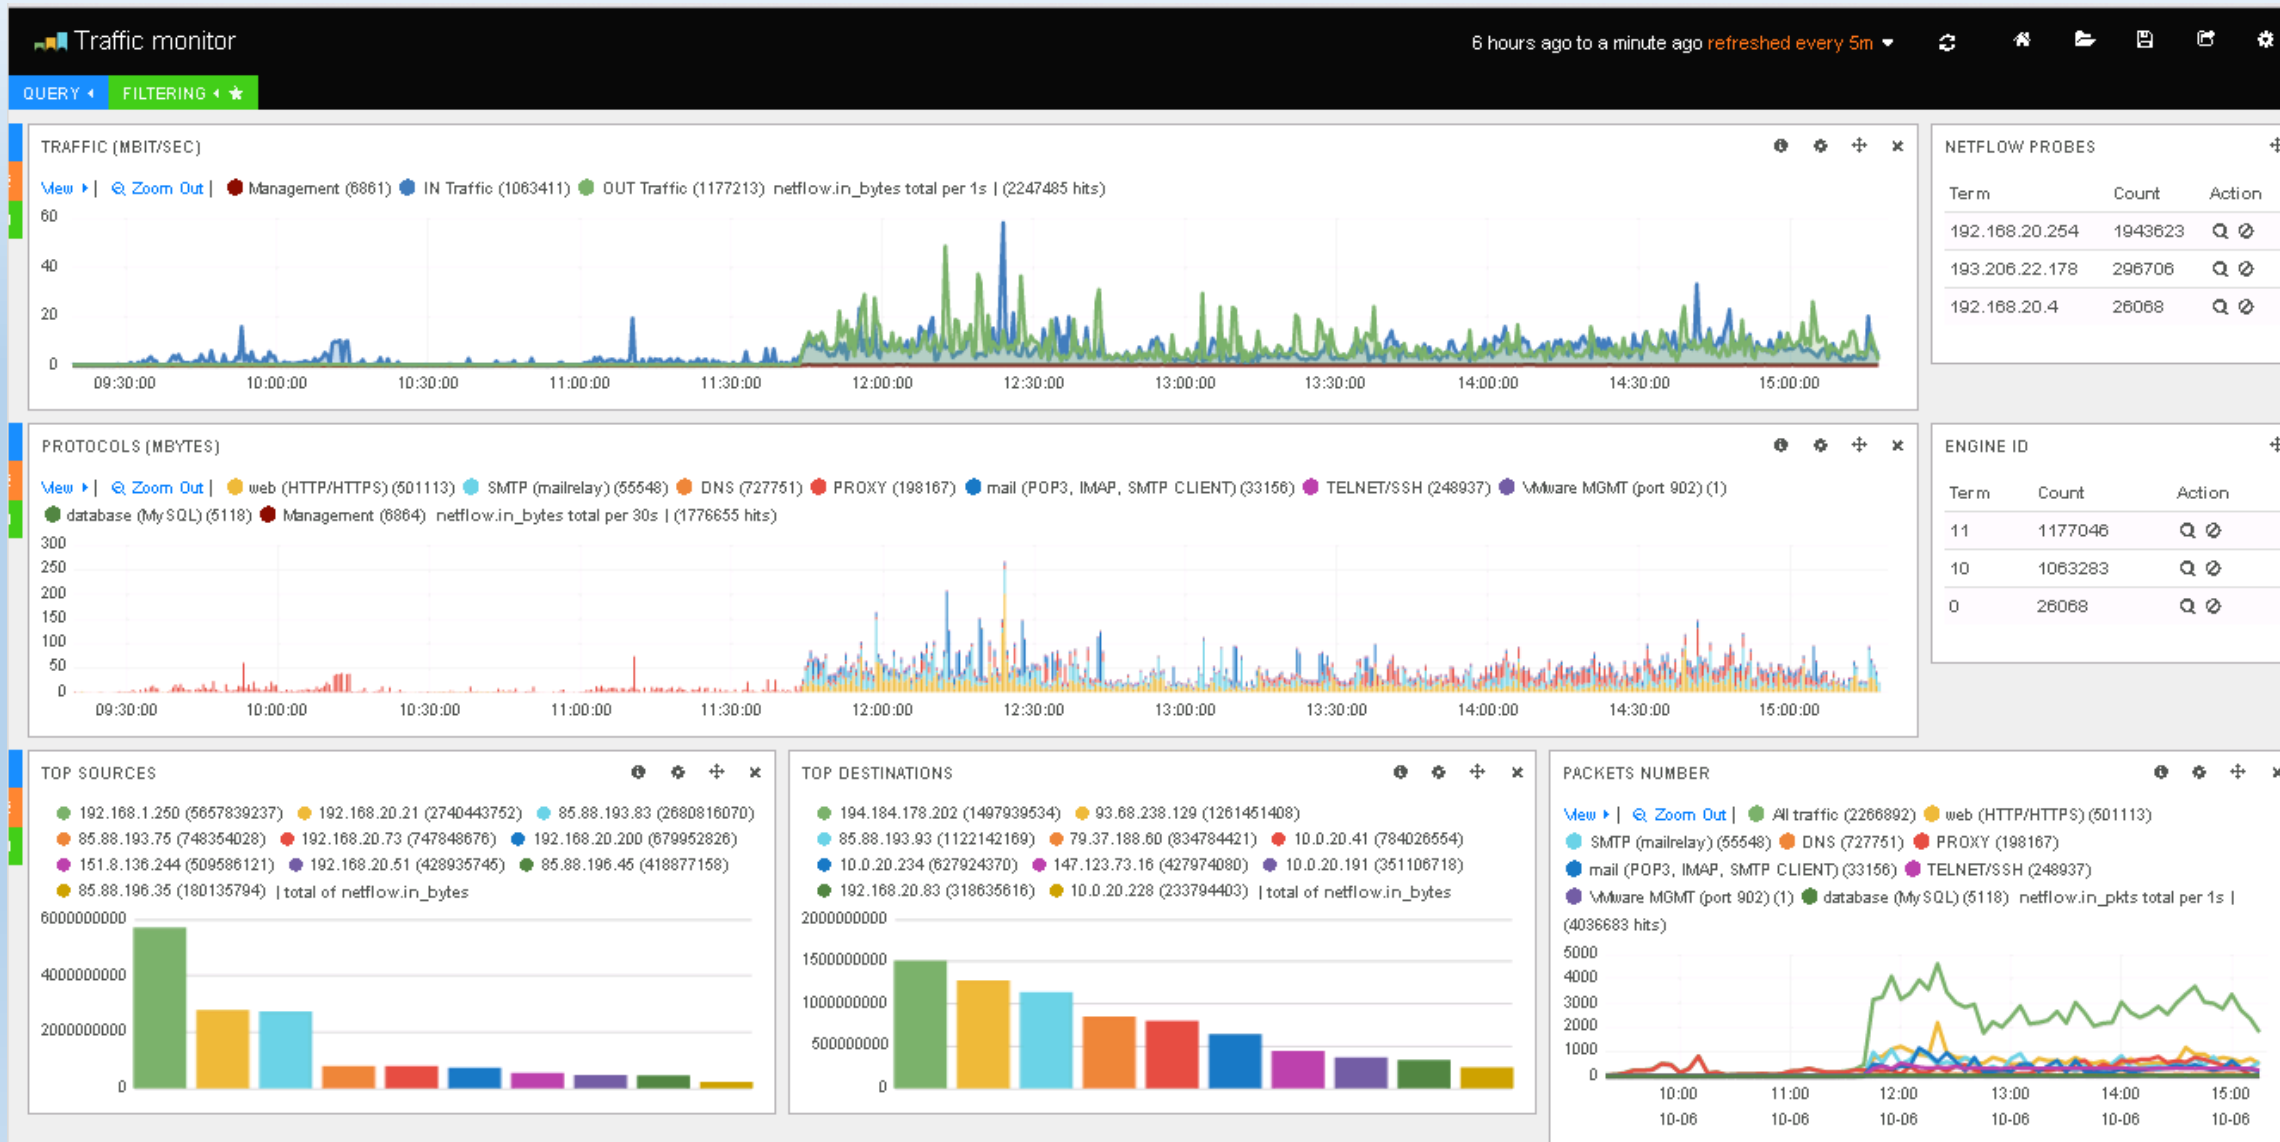 Traffic monitor
6 hours ago to a minute ago refreshed every 5m
QUERY FILTERING
TRAFFIC (MBIT/SEC)
View | Zoom Out | Management (6861) IN Traffic (1063411) OUT Traffic (1177213) netflow.in_bytes total per 1s | (2247485 hits)
60
40
20
0
09:30:00 10:00:00 10:30:00 11:00:00 11:30:00 12:00:00 12:30:00 13:00:00 13:30:00 14:00:00 14:30:00 15:00:00
NETFLOW PROBES
Term Count Action
192.168.20.254 1943623
193.206.22.178 296706
192.168.20.4 26068
PROTOCOLS (MBYTES)
View | Zoom Out | web (HTTP/HTTPS) (501113) SMTP (mailrelay) (55548) DNS (727751) PROXY (198167) mail (POP3, IMAP, SMTP CLIENT) (33156) TELNET/SSH (248937) VMware MGMT (port 902) (1)
database (MySQL) (5118) Management (6864) netflow.in_bytes total per 30s | (1776655 hits)
300
250
200
150
100
50
0
09:30:00 10:00:00 10:30:00 11:00:00 11:30:00 12:00:00 12:30:00 13:00:00 13:30:00 14:00:00 14:30:00 15:00:00
ENGINE ID
Term Count Action
11 1177046
10 1063283
0 26068
TOP SOURCES
192.168.1.250 (5657839237) 192.168.20.21 (2740443752) 85.88.193.83 (2680816070)
85.88.193.75 (748354028) 192.168.20.73 (747848676) 192.168.20.200 (679952826)
151.8.136.244 (509586121) 192.168.20.51 (428935745) 85.88.196.45 (418877158)
85.88.196.35 (180135794) | total of netflow.in_bytes
6000000000
4000000000
2000000000
0
TOP DESTINATIONS
194.184.178.202 (1497939534) 93.68.238.129 (1261451408)
85.88.193.93 (1122142169) 79.37.188.60 (834784421) 10.0.20.41 (784026554)
10.0.20.234 (627924370) 147.123.73.16 (427974080) 10.0.20.191 (351106718)
192.168.20.83 (318635616) 10.0.20.228 (233794403) | total of netflow.in_bytes
2000000000
1500000000
1000000000
500000000
0
PACKETS NUMBER
View | Zoom Out | All traffic (2266892) web (HTTP/HTTPS) (501113)
SMTP (mailrelay) (55548) DNS (727751) PROXY (198167)
mail (POP3, IMAP, SMTP CLIENT) (33156) TELNET/SSH (248937)
VMware MGMT (port 902) (1) database (MySQL) (5118) netflow.in_pkts total per 1s |
(4036683 hits)
5000
4000
3000
2000
1000
0
10:00 11:00 12:00 13:00 14:00 15:00
10-06 10-06 10-06 10-06 10-06 10-06